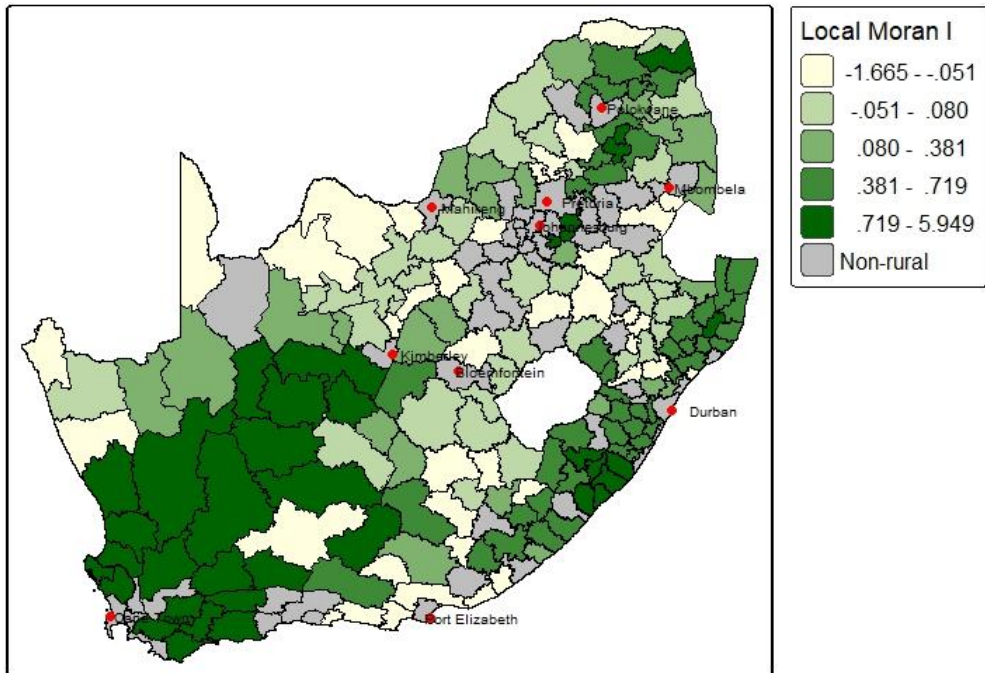 Local Moran I
-1.665 - -.051
-.051 - .080
.080 - .381
.381 - .719
.719 - 5.949
Non-rural
Polokwane
Mbombela
Mahikeng
Pretoria
Johannesburg
Kimberley
Bloemfontein
Durban
Cape Town
Port Elizabeth